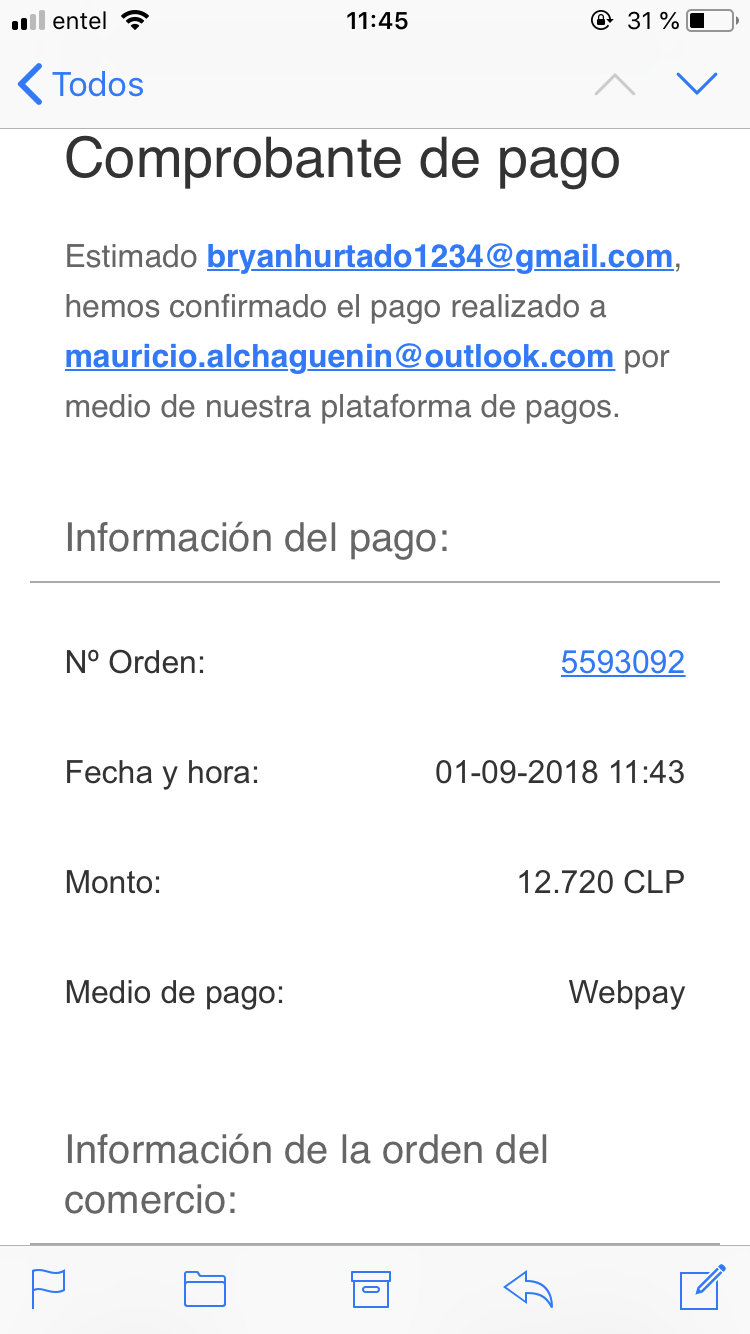 entel 11:45 31 %
Todos
Comprobante de pago
Estimado bryanhurtado1234@gmail.com,
hemos confirmado el pago realizado a
mauricio.alchaguenin@outlook.com por
medio de nuestra plataforma de pagos.
Información del pago:
Nº Orden: 5593092
Fecha y hora: 01-09-2018 11:43
Monto: 12.720 CLP
Medio de pago: Webpay
Información de la orden del
comercio: